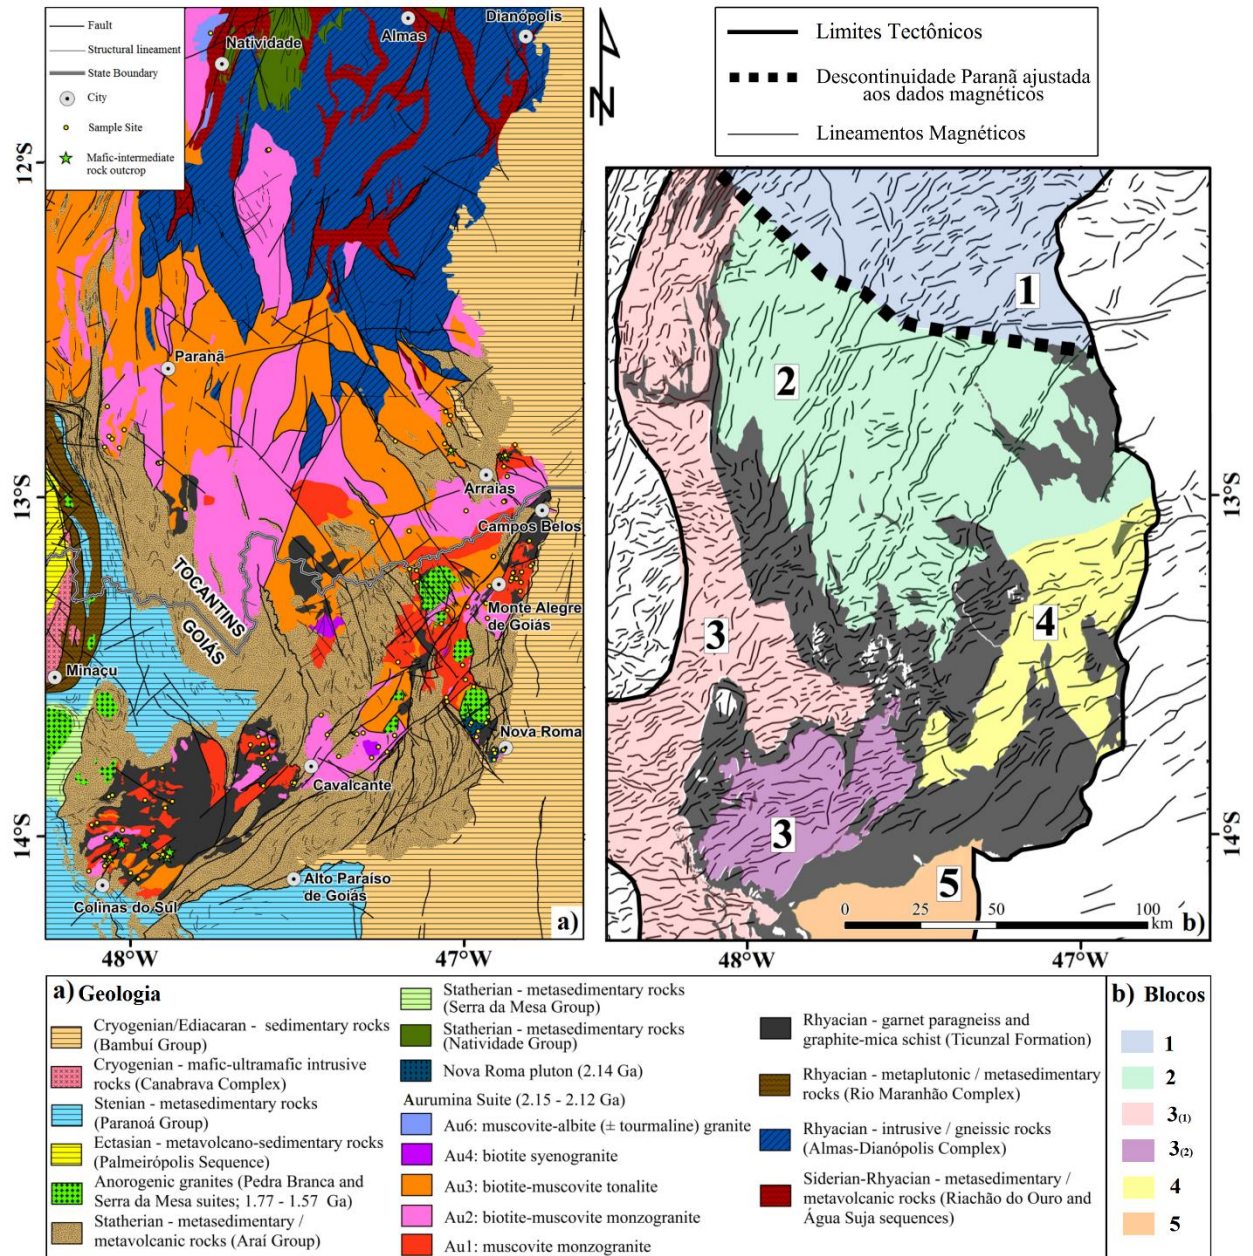 Fault
Structural lineament
State Boundary
City
Sample Site
Mafic-intermediate
rock outcrop
Natividade
Almas
Dianópolis
Paranã
Arraias
Campos Belos
TOCANTINS
GOIÁS
Monte Alegre
de Goiás
Minaçu
Nova Roma
Cavalcante
Alto Paraíso
de Goiás
Colinas do Sul
a)
12°S
13°S
14°S
48°W
47°W
N
Limites Tectônicos
Descontinuidade Paranã ajustada
aos dados magnéticos
Lineamentos Magnéticos
1
2
3
4
3
5
0 25 50 100
km
b)
13°S
14°S
48°W
47°W
a) Geologia
Cryogenian/Ediacaran - sedimentary rocks
(Bambuí Group)
Cryogenian - mafic-ultramafic intrusive
rocks (Canabrava Complex)
Stenian - metasedimentary rocks
(Paranoá Group)
Ectasian - metavolcano-sedimentary rocks
(Palmeirópolis Sequence)
Anorogenic granites (Pedra Branca and
Serra da Mesa suites; 1.77 - 1.57 Ga)
Statherian - metasedimentary /
metavolcanic rocks (Araí Group)
Statherian - metasedimentary rocks
(Serra da Mesa Group)
Statherian - metasedimentary rocks
(Natividade Group)
Nova Roma pluton (2.14 Ga)
Aurumina Suite (2.15 - 2.12 Ga)
Au6: muscovite-albite (± tourmaline) granite
Au4: biotite syenogranite
Au3: biotite-muscovite tonalite
Au2: biotite-muscovite monzogranite
Au1: muscovite monzogranite
Rhyacian - garnet paragneiss and
graphite-mica schist (Ticunzal Formation)
Rhyacian - metaplutonic / metasedimentary
rocks (Rio Maranhão Complex)
Rhyacian - intrusive / gneissic rocks
(Almas-Dianópolis Complex)
Siderian-Rhyacian - metasedimentary /
metavolcanic rocks (Riachão do Ouro and
Água Suja sequences)
b) Blocos
1
2
3(1)
3(2)
4
5